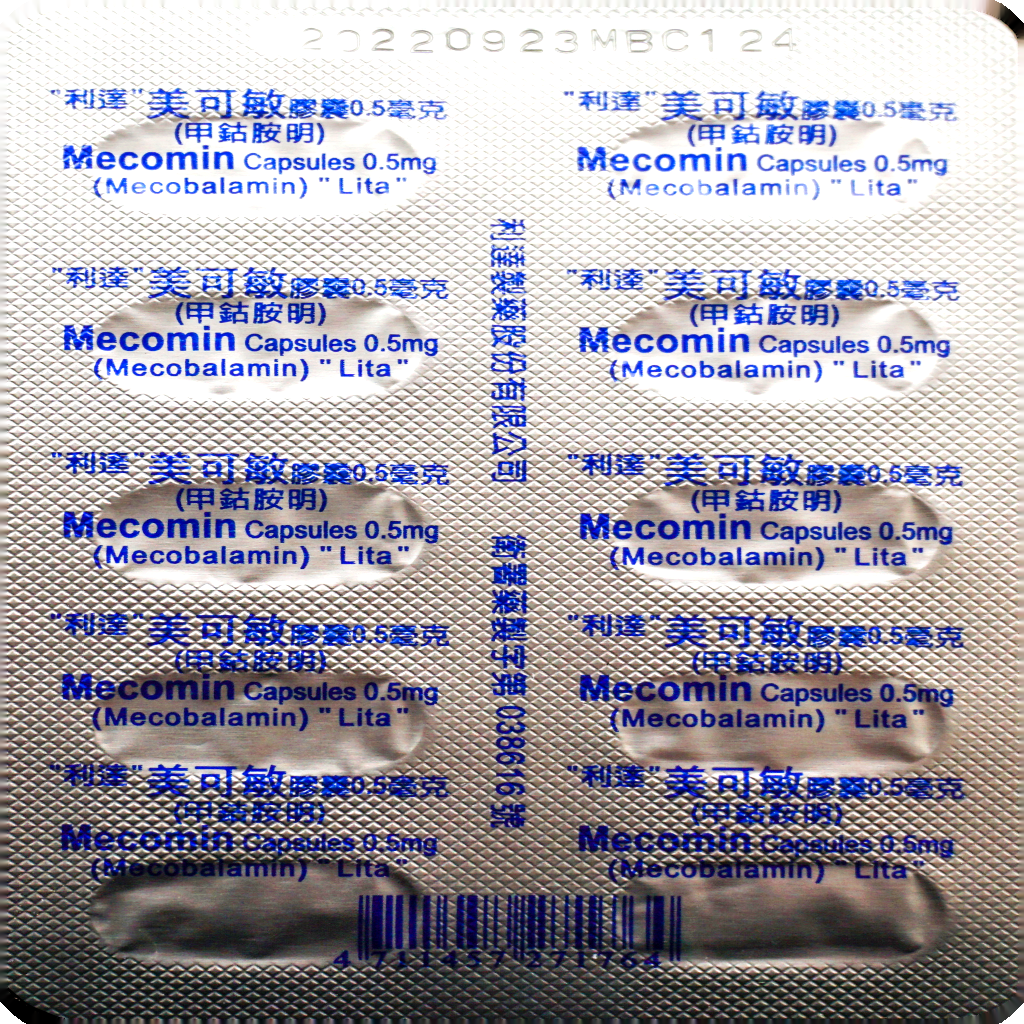 20220923MBC124
"利達"美可敏膠囊0.5毫克
(甲鈷胺明)
Mecomin Capsules 0.5mg
(Mecobalamin) "Lita"
"利達"美可敏膠囊0.5毫克
(甲鈷胺明)
Mecomin Capsules 0.5mg
(Mecobalamin) "Lita"
"利達"美可敏膠囊0.5毫克
(甲鈷胺明)
Mecomin Capsules 0.5mg
(Mecobalamin) "Lita"
"利達"美可敏膠囊0.5毫克
(甲鈷胺明)
Mecomin Capsules 0.5mg
(Mecobalamin) "Lita"
"利達"美可敏膠囊0.5毫克
(甲鈷胺明)
Mecomin Capsules 0.5mg
(Mecobalamin) "Lita"
利達製藥股份有限公司 衛署藥製字第 038616 號
"利達"美可敏膠囊0.5毫克
(甲鈷胺明)
Mecomin Capsules 0.5mg
(Mecobalamin) "Lita"
"利達"美可敏膠囊0.5毫克
(甲鈷胺明)
Mecomin Capsules 0.5mg
(Mecobalamin) "Lita"
"利達"美可敏膠囊0.5毫克
(甲鈷胺明)
Mecomin Capsules 0.5mg
(Mecobalamin) "Lita"
"利達"美可敏膠囊0.5毫克
(甲鈷胺明)
Mecomin Capsules 0.5mg
(Mecobalamin) "Lita"
"利達"美可敏膠囊0.5毫克
(甲鈷胺明)
Mecomin Capsules 0.5mg
(Mecobalamin) "Lita"
4 711457 271764